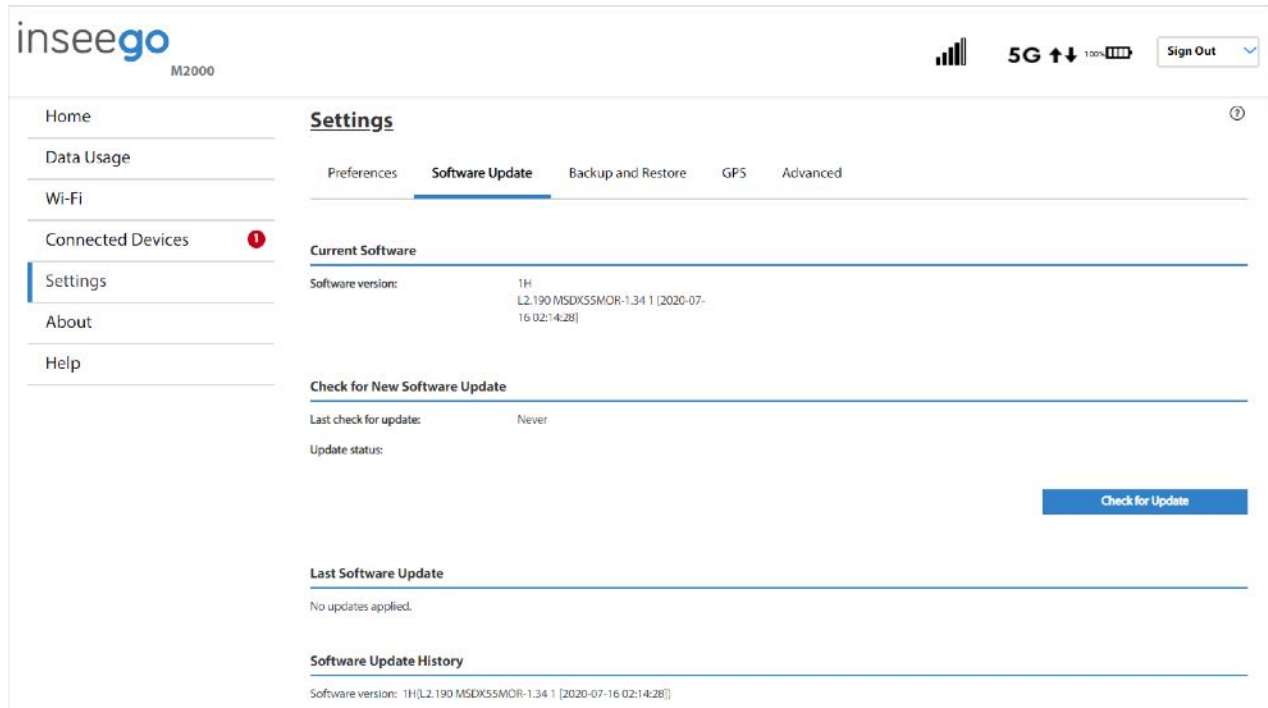 inseego
M2000
5G 100% Sign Out
Home
Data Usage
Wi-Fi
Connected Devices 1
Settings
About
Help
Settings
?
Preferences Software Update Backup and Restore GPS Advanced
Current Software
Software version: 1H
L2.190 MSDX55MOR-1.34 1 [2020-07-
16 02:14:28]
Check for New Software Update
Last check for update: Never
Update status:
Check for Update
Last Software Update
No updates applied.
Software Update History
Software version: 1H(L2.190 MSDX55MOR-1.34 1 [2020-07-16 02:14:28])